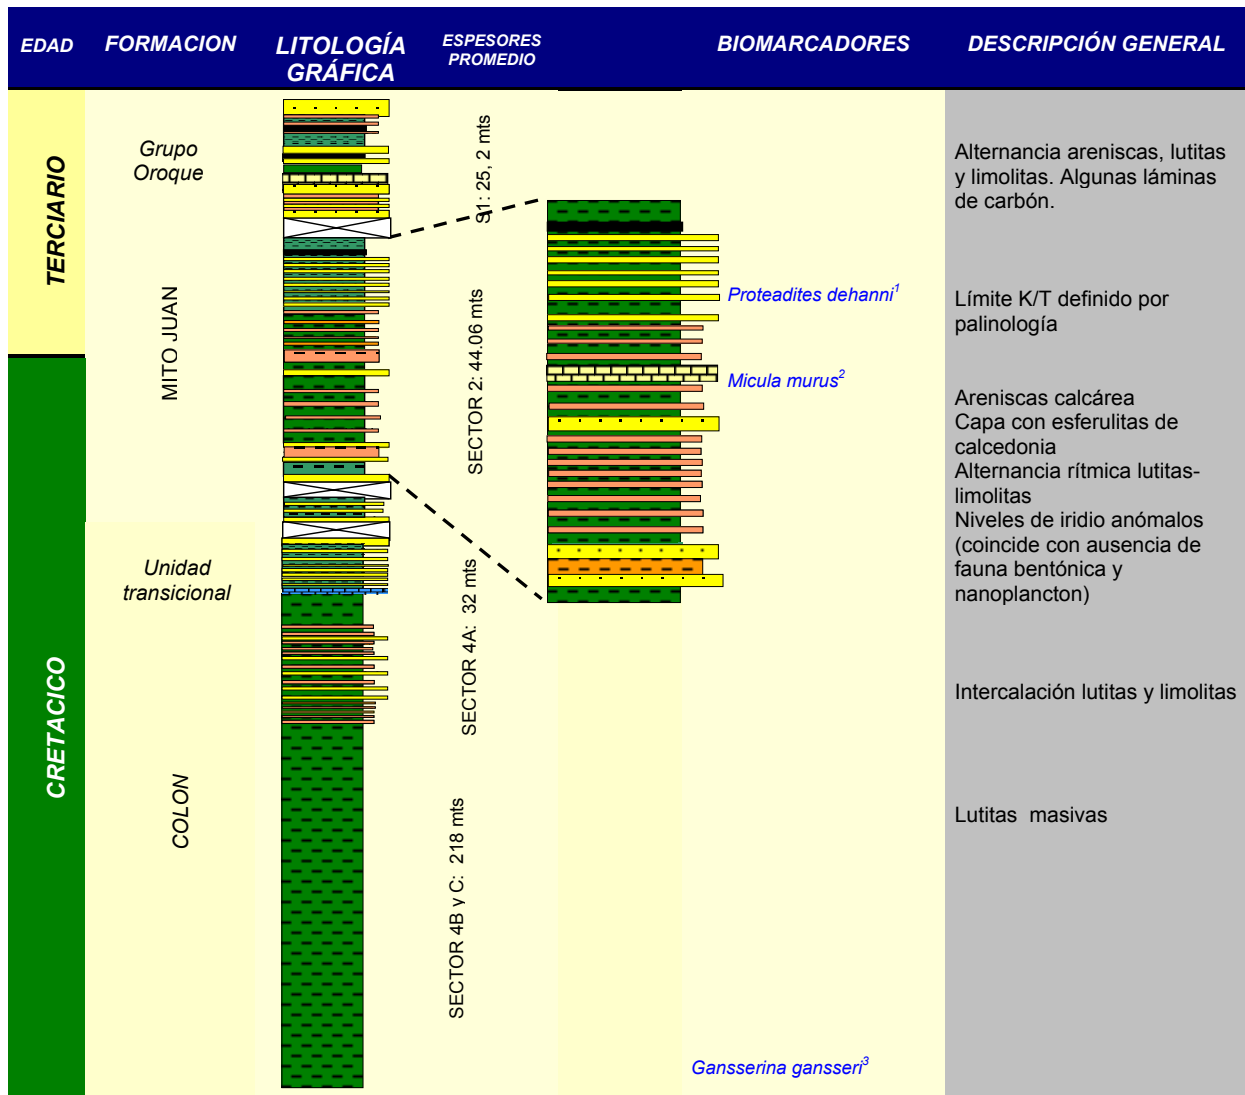 EDAD
FORMACION
LITOLOGÍA
GRÁFICA
ESPESORES
PROMEDIO
BIOMARCADORES
DESCRIPCIÓN GENERAL
TERCIARIO
CRETACICO
Grupo
Oroque
MITO JUAN
Unidad
transicional
COLON
S1: 25, 2 mts
SECTOR 2: 44.06 mts
SECTOR 4A: 32 mts
SECTOR 4B y C: 218 mts
Proteadites dehanni¹
Micula murus²
Gansserina gansseri³
Alternancia areniscas, lutitas
y limolitas. Algunas láminas
de carbón.
Límite K/T definido por
palinología
Areniscas calcárea
Capa con esferulitas de
calcedonia
Alternancia rítmica lutitas-
limolitas
Niveles de iridio anómalos
(coincide con ausencia de
fauna bentónica y
nanoplancton)
Intercalación lutitas y limolitas
Lutitas masivas